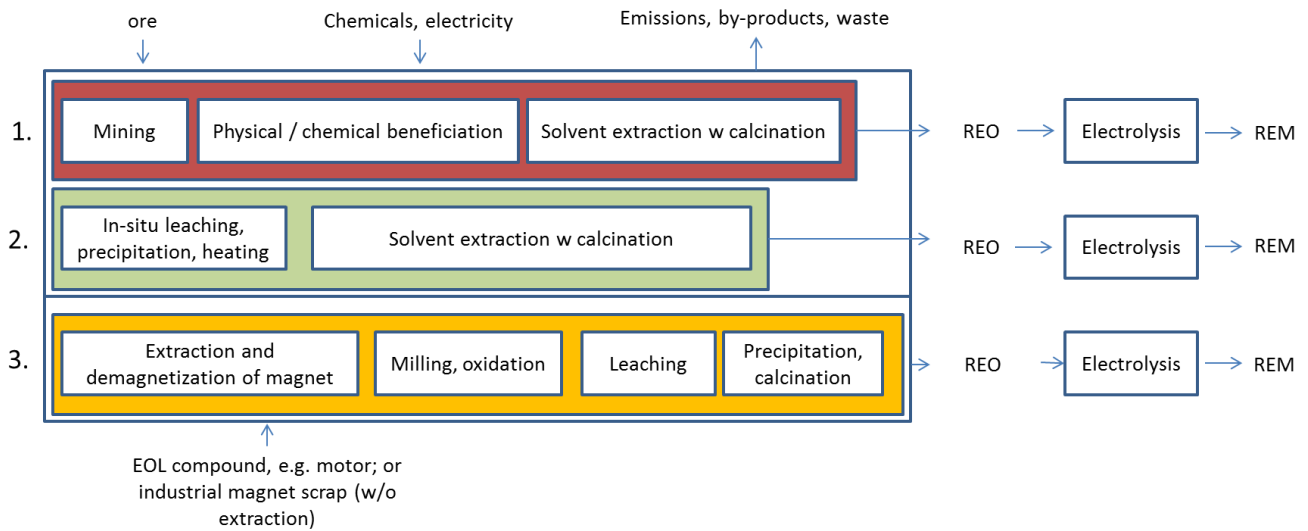 ore
Chemicals, electricity
Emissions, by-products, waste
1.
Mining
Physical / chemical beneficiation
Solvent extraction w calcination
REO
Electrolysis
REM
2.
In-situ leaching,
precipitation, heating
Solvent extraction w calcination
REO
Electrolysis
REM
3.
Extraction and
demagnetization of magnet
Milling, oxidation
Leaching
Precipitation,
calcination
REO
Electrolysis
REM
EOL compound, e.g. motor; or
industrial magnet scrap (w/o
extraction)